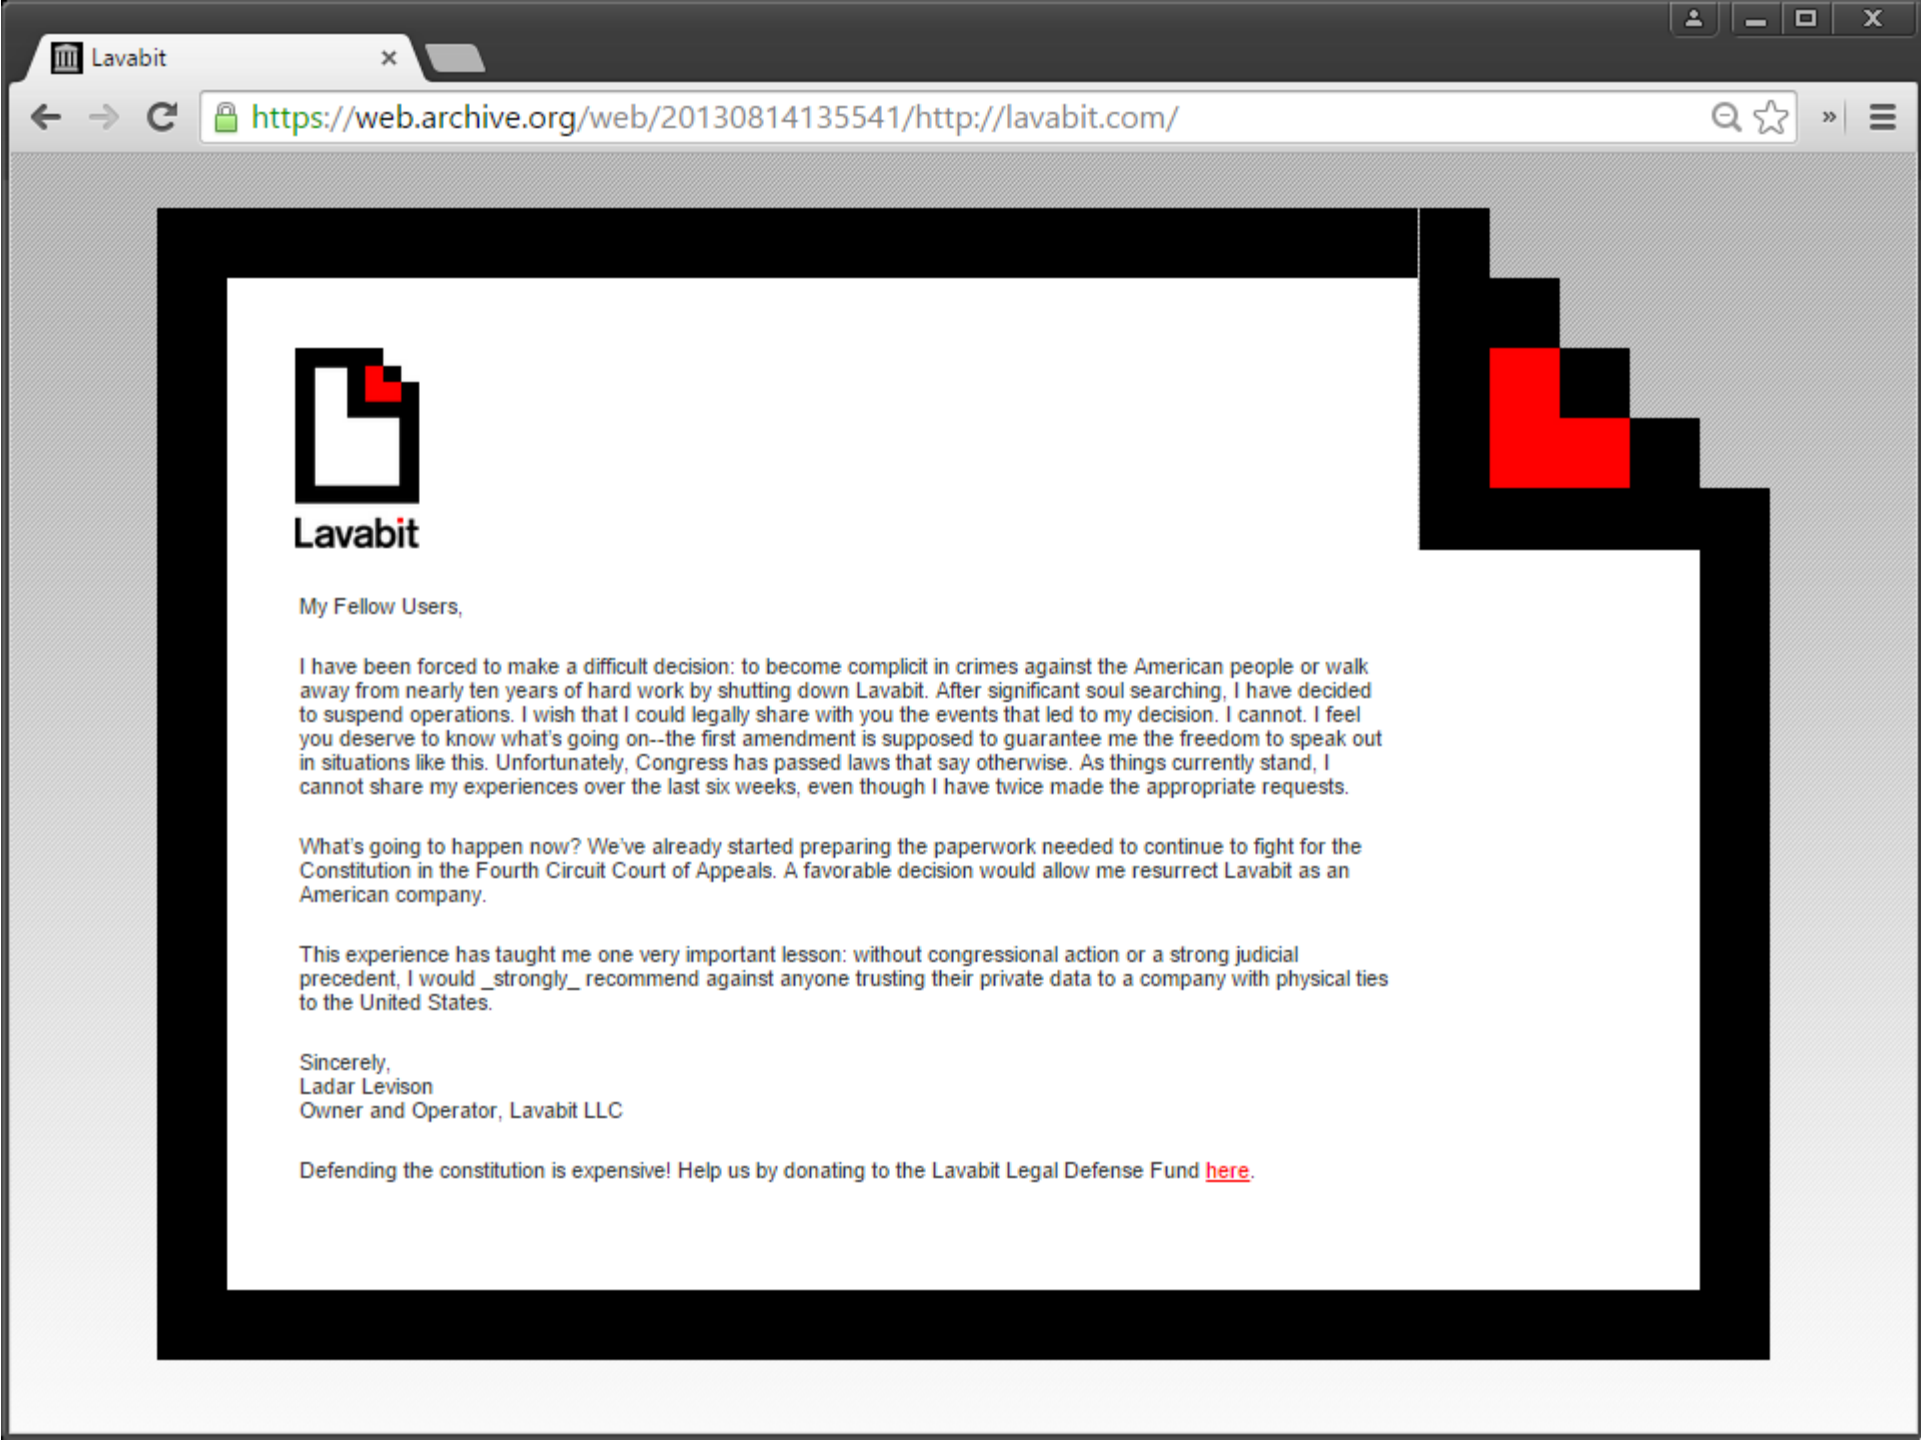 Lavabit
https://web.archive.org/web/20130814135541/http://lavabit.com/
Lavabit
My Fellow Users,
I have been forced to make a difficult decision: to become complicit in crimes against the American people or walk
away from nearly ten years of hard work by shutting down Lavabit. After significant soul searching, I have decided
to suspend operations. I wish that I could legally share with you the events that led to my decision. I cannot. I feel
you deserve to know what's going on--the first amendment is supposed to guarantee me the freedom to speak out
in situations like this. Unfortunately, Congress has passed laws that say otherwise. As things currently stand, I
cannot share my experiences over the last six weeks, even though I have twice made the appropriate requests.
What's going to happen now? We've already started preparing the paperwork needed to continue to fight for the
Constitution in the Fourth Circuit Court of Appeals. A favorable decision would allow me resurrect Lavabit as an
American company.
This experience has taught me one very important lesson: without congressional action or a strong judicial
precedent, I would _strongly_ recommend against anyone trusting their private data to a company with physical ties
to the United States.
Sincerely,
Ladar Levison
Owner and Operator, Lavabit LLC
Defending the constitution is expensive! Help us by donating to the Lavabit Legal Defense Fund here.